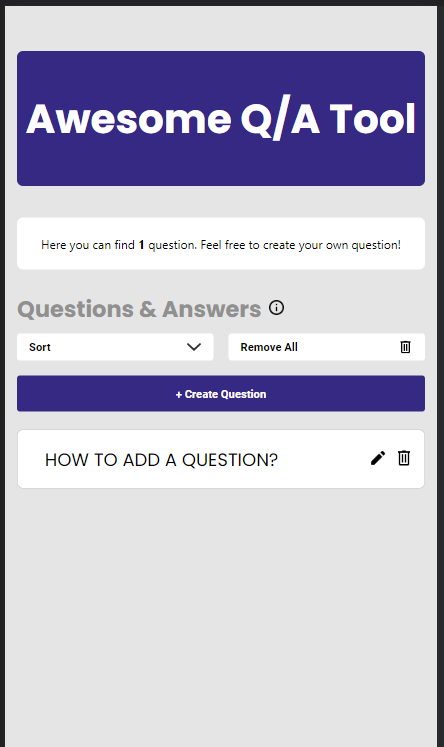 Awesome Q/A Tool
Here you can find 1 question. Feel free to create your own question!
Questions & Answers
Sort
Remove All
+ Create Question
HOW TO ADD A QUESTION?